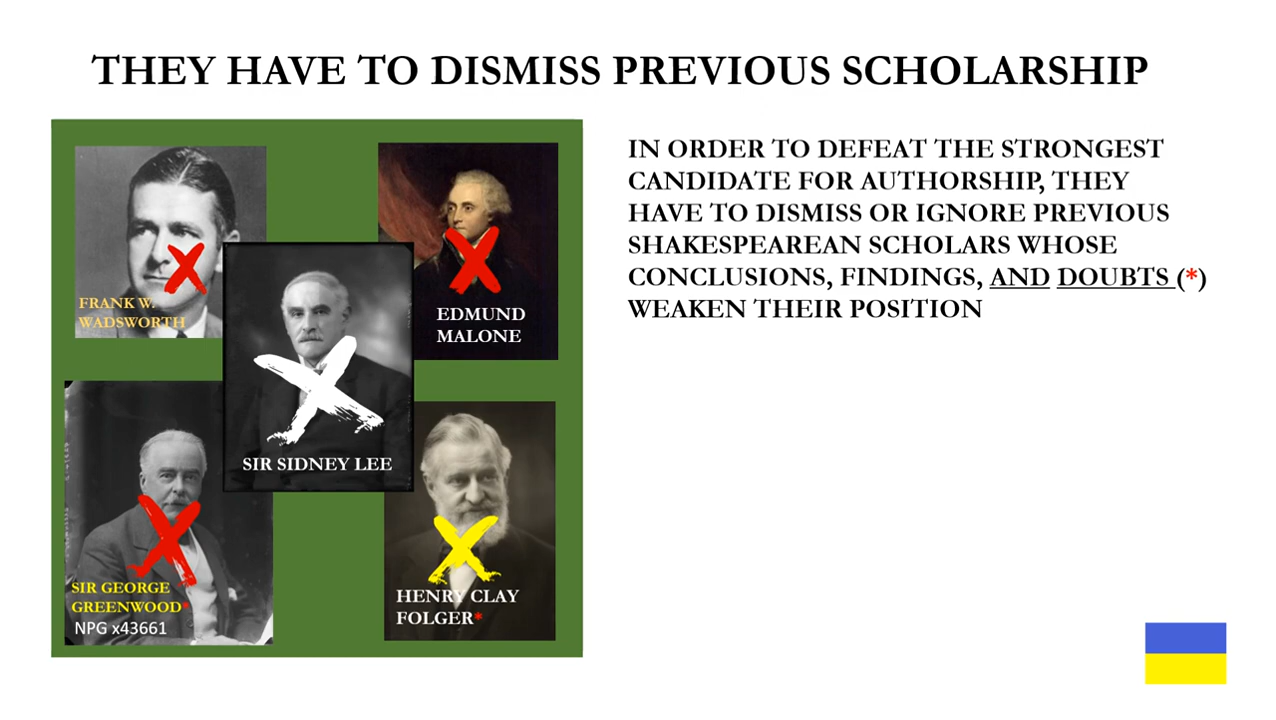 THEY HAVE TO DISMISS PREVIOUS SCHOLARSHIP
FRANK W.
WADSWORTH
EDMUND
MALONE
SIR SIDNEY LEE
SIR GEORGE
GREENWOOD*
NPG x43661
HENRY CLAY
FOLGER*
IN ORDER TO DEFEAT THE STRONGEST
CANDIDATE FOR AUTHORSHIP, THEY
HAVE TO DISMISS OR IGNORE PREVIOUS
SHAKESPEAREAN SCHOLARS WHOSE
CONCLUSIONS, FINDINGS, AND DOUBTS (*)
WEAKEN THEIR POSITION